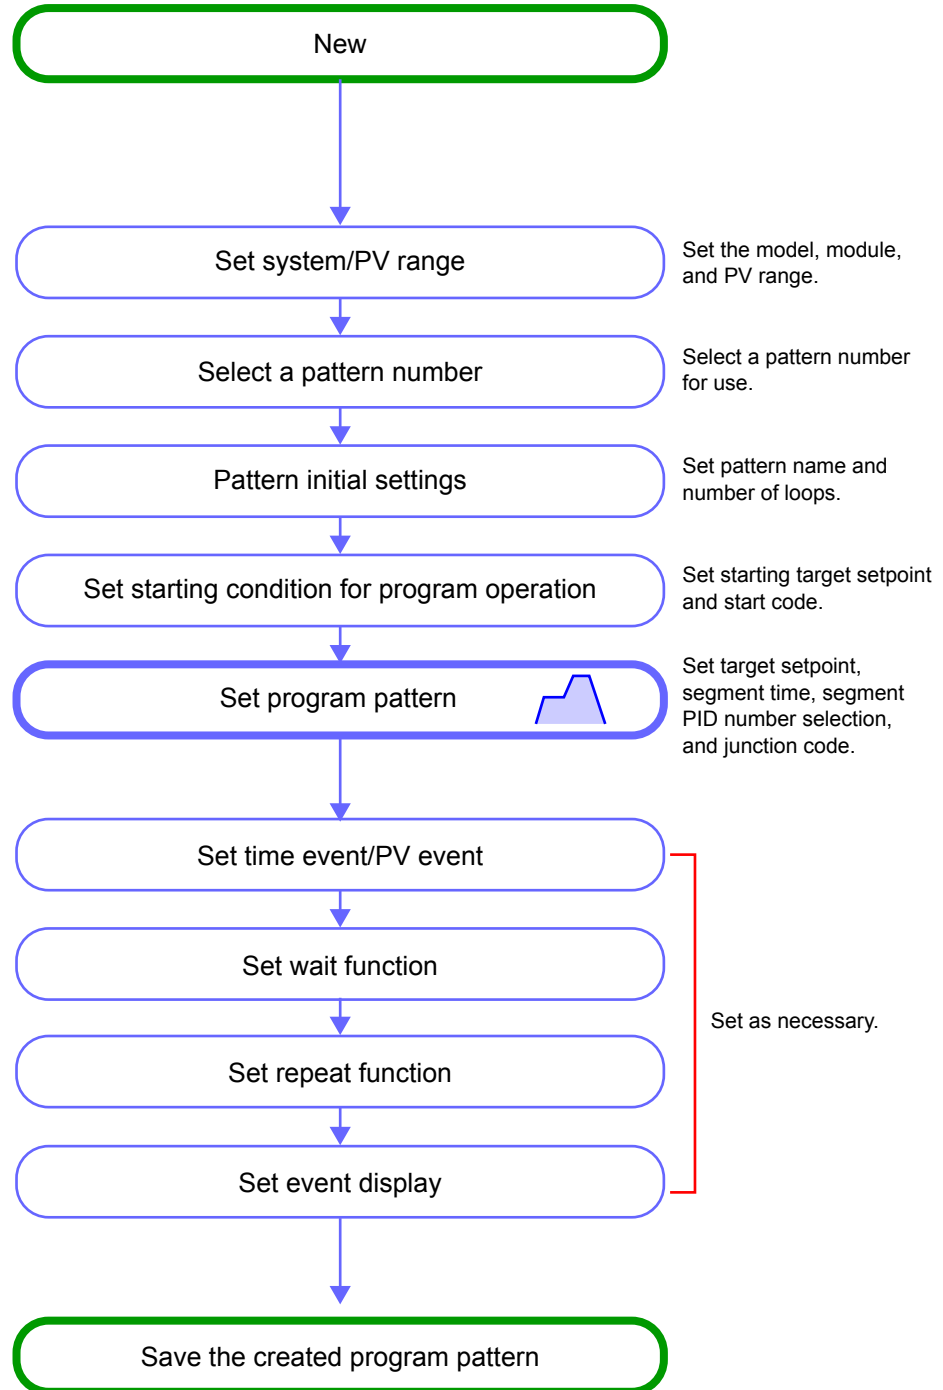 New
Set system/PV range
Set the model, module,
and PV range.
Select a pattern number
Select a pattern number
for use.
Pattern initial settings
Set pattern name and
number of loops.
Set starting condition for program operation
Set starting target setpoint
and start code.
Set program pattern
Set target setpoint,
segment time, segment
PID number selection,
and junction code.
Set time event/PV event
Set wait function
Set repeat function
Set event display
Set as necessary.
Save the created program pattern